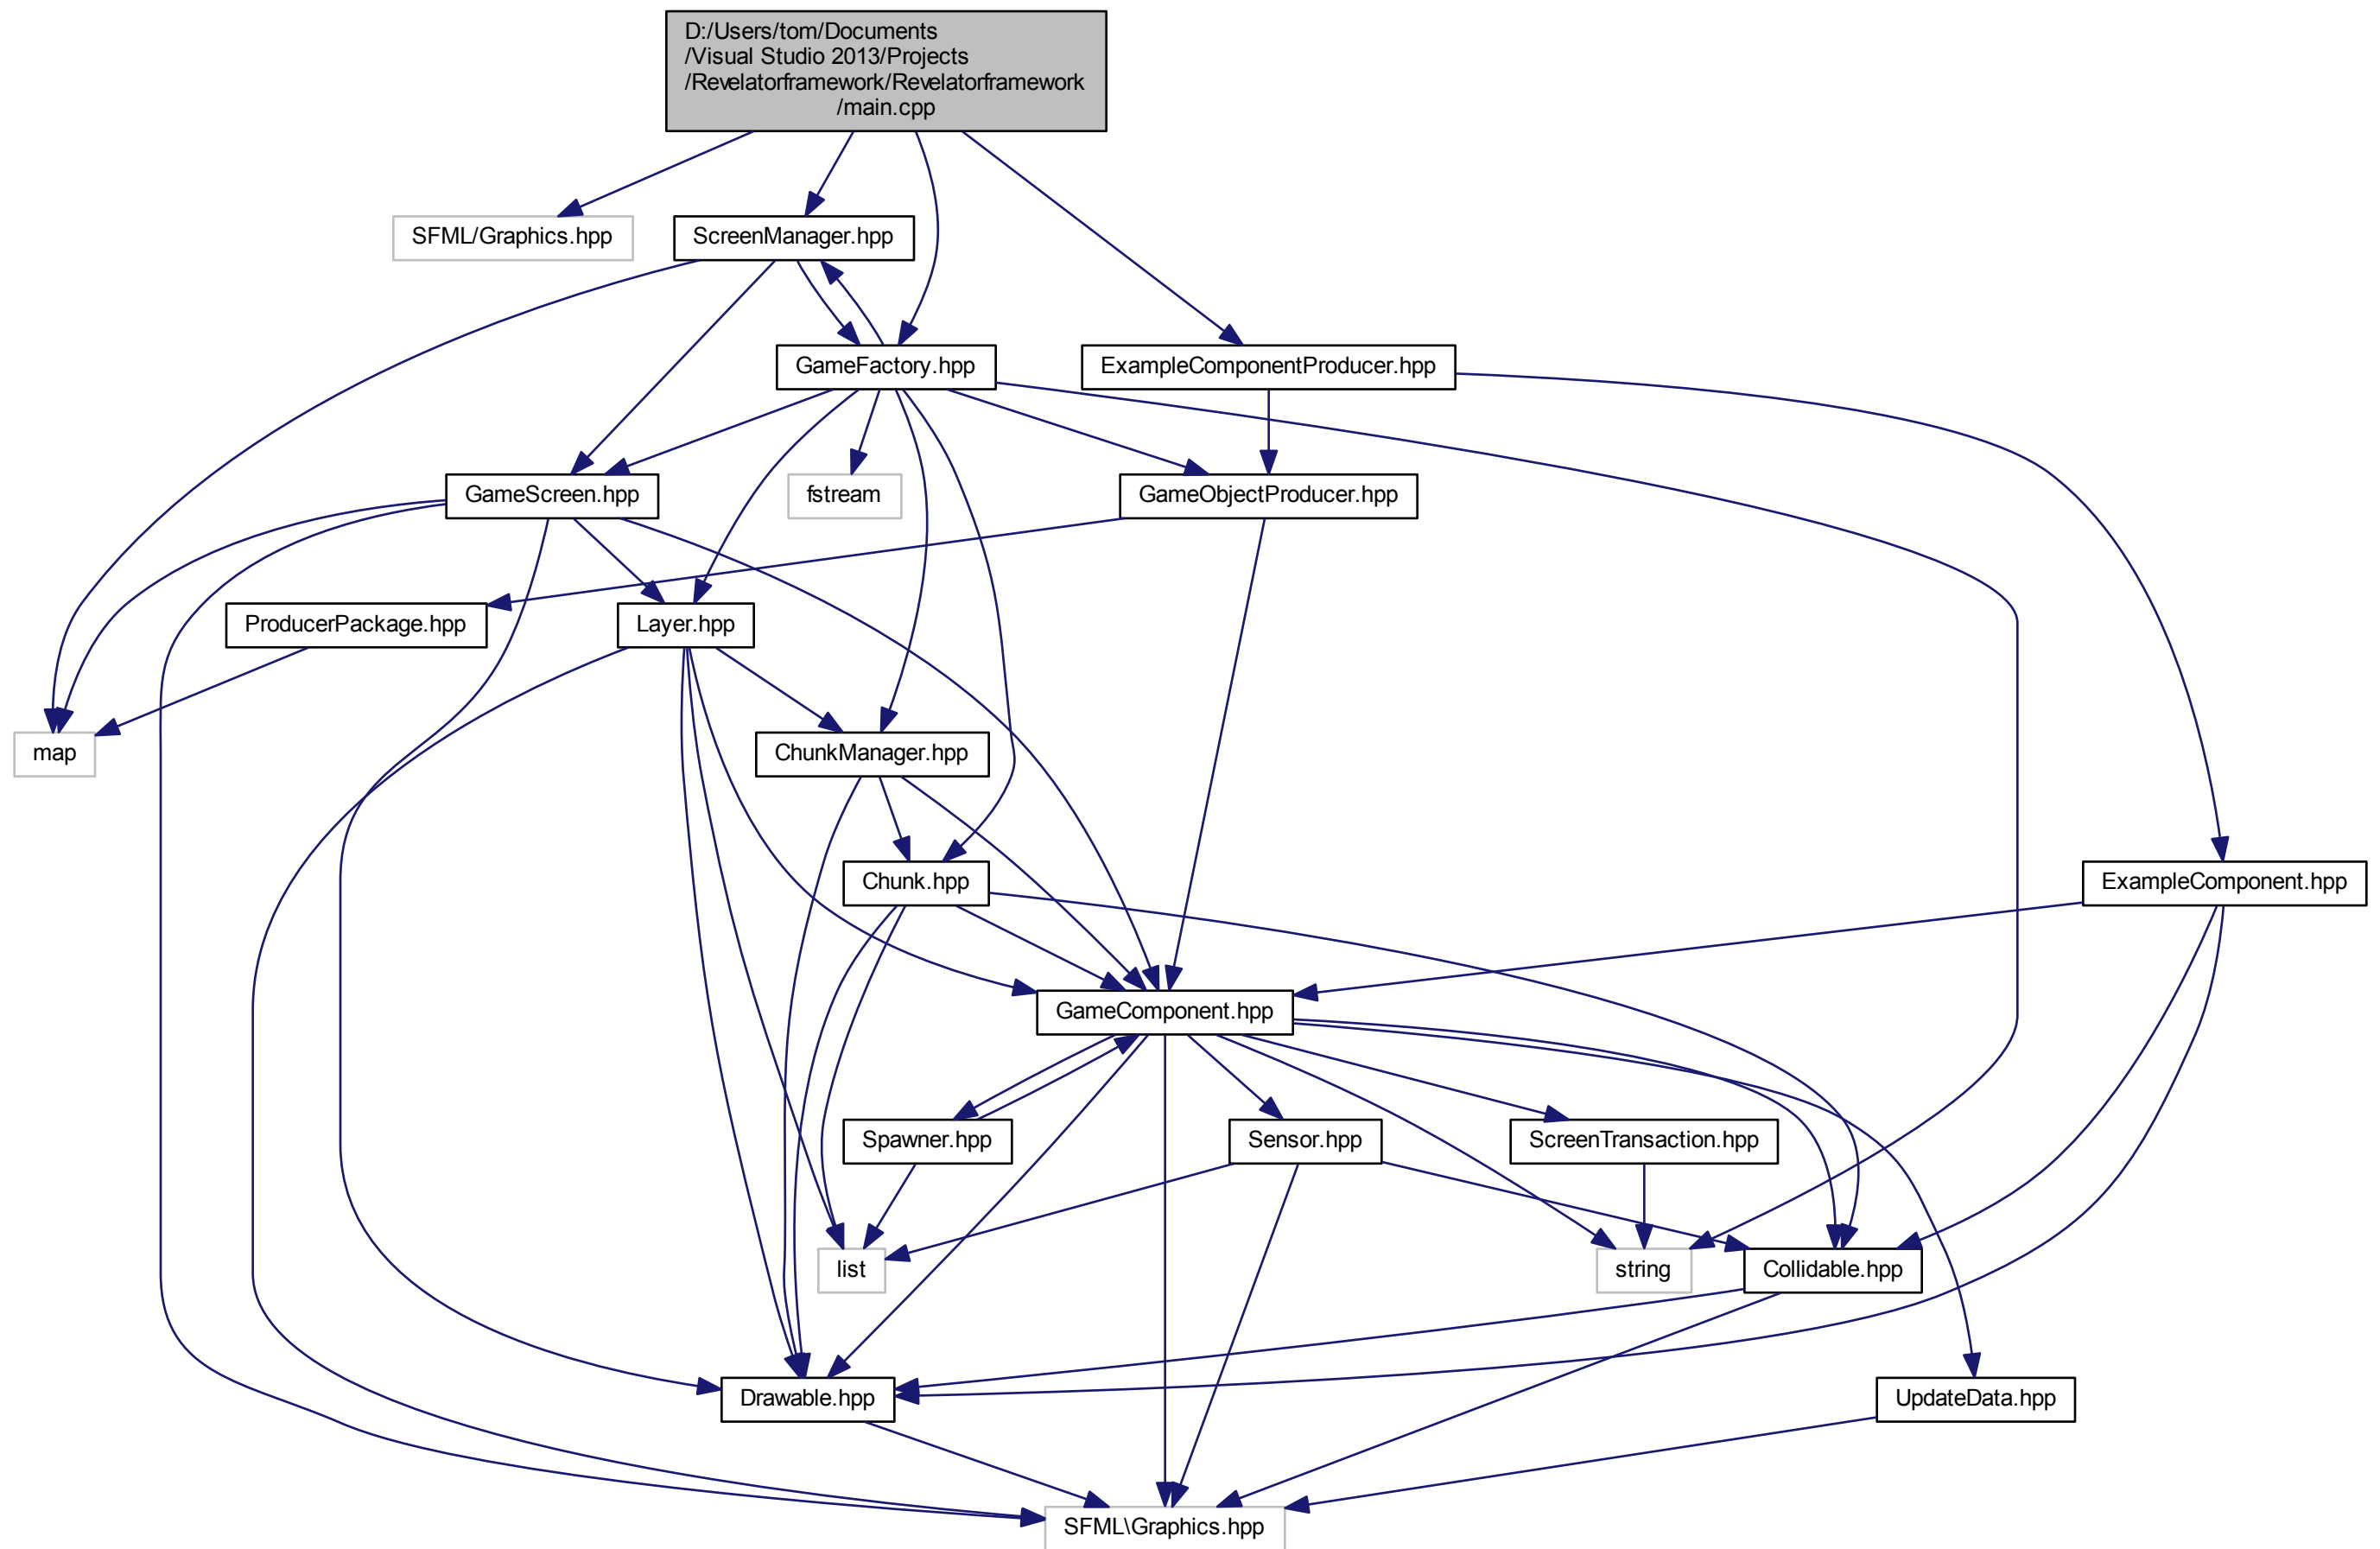 D:/Users/tom/Documents
/Visual Studio 2013/Projects
/Revelatorframework/Revelatorframework
/main.cpp
SFML/Graphics.hpp
ScreenManager.hpp
GameFactory.hpp
ExampleComponentProducer.hpp
GameScreen.hpp
fstream
GameObjectProducer.hpp
ProducerPackage.hpp
Layer.hpp
map
ChunkManager.hpp
Chunk.hpp
ExampleComponent.hpp
GameComponent.hpp
Spawner.hpp
Sensor.hpp
ScreenTransaction.hpp
list
string
Collidable.hpp
Drawable.hpp
UpdateData.hpp
SFML\Graphics.hpp